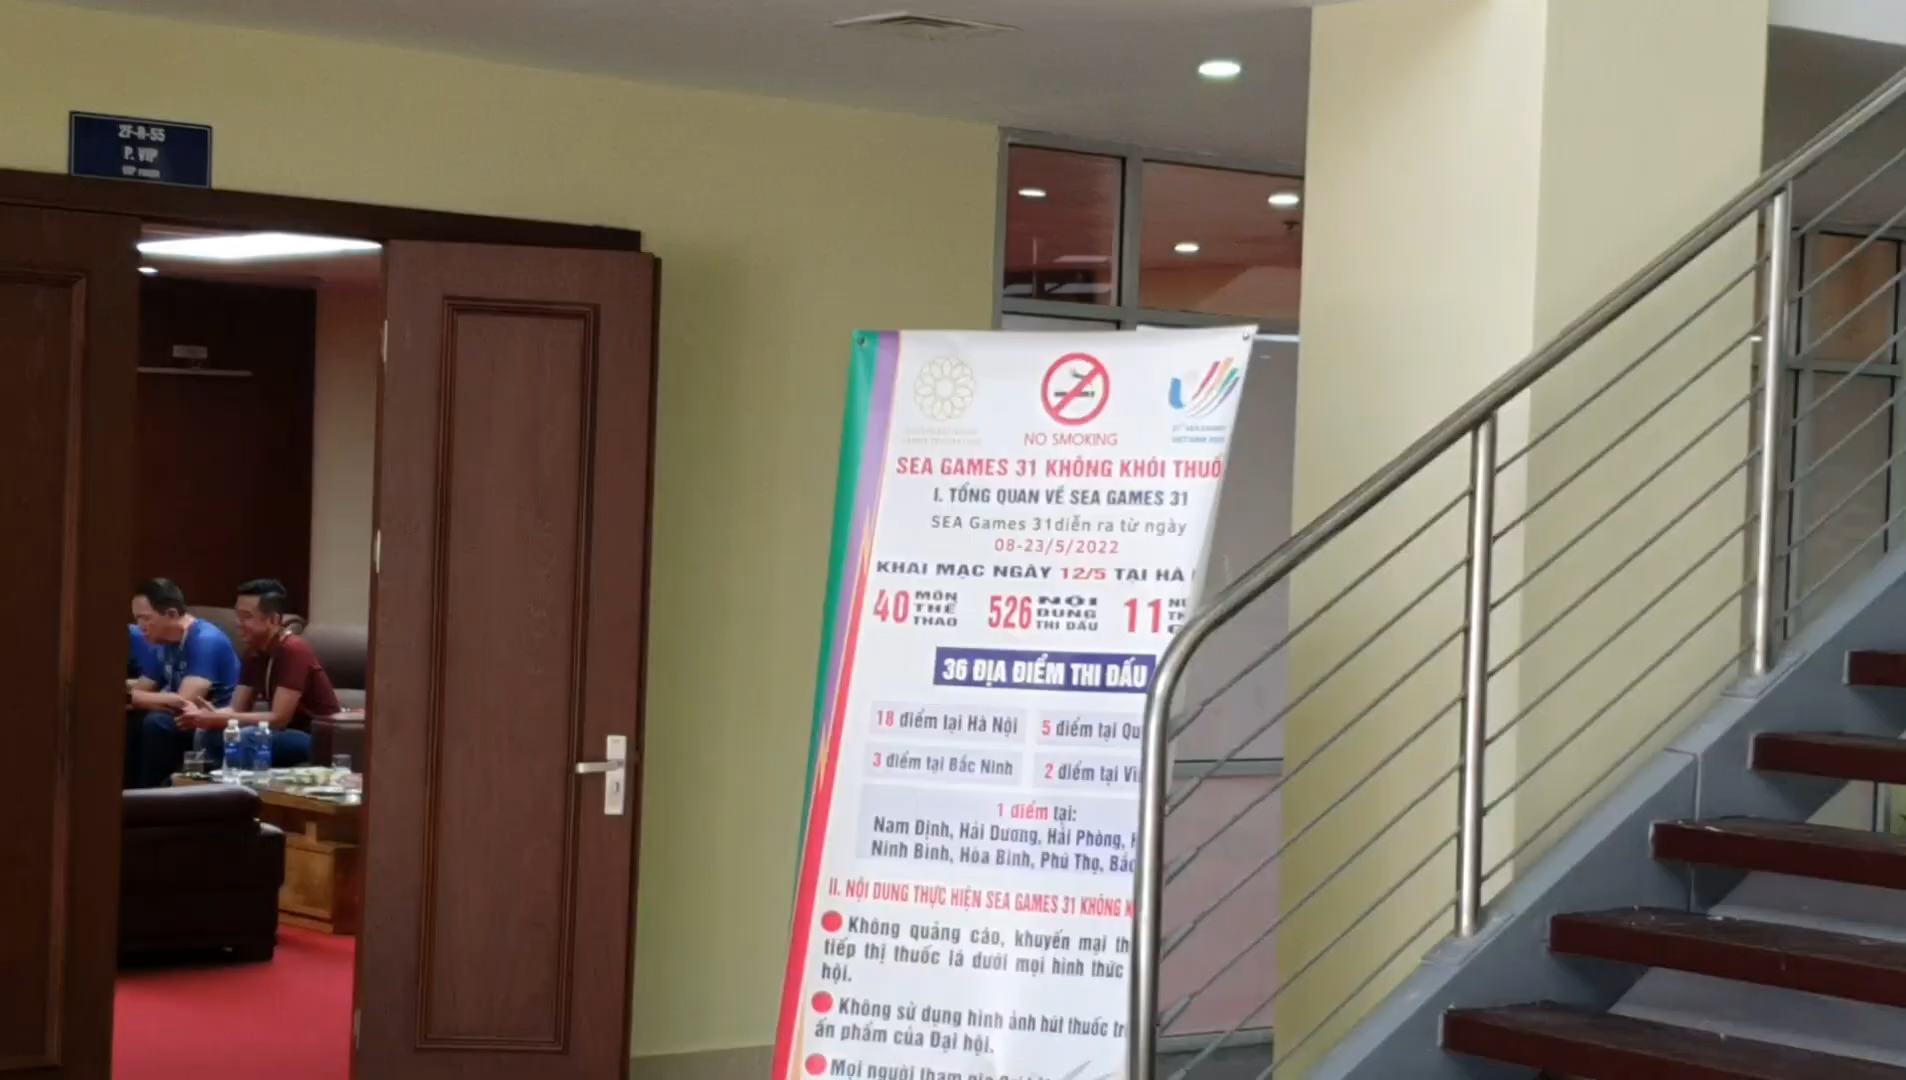 2F-R-55
P. VIP
VIP ROOM
NO SMOKING
SEA GAMES 31 KHÔNG KHÓI THUỐ
I. TỔNG QUAN VỀ SEA GAMES 31
SEA Games 31diễn ra từ ngày
08-23/5/2022
KHAI MẠC NGÀY 12/5 TẠI HÀ
40 MÔN THỂ THAO 526 NỘI DUNG THI ĐẤU 11
36 ĐỊA ĐIỂM THI ĐẤU
18 điểm tại Hà Nội 5 điểm tại Qu
3 điểm tại Bắc Ninh 2 điểm tại Vĩ
1 điểm tại:
Nam Định, Hải Dương, Hải Phòng, H
Ninh Bình, Hòa Bình, Phú Thọ, Bắc
II. NỘI DUNG THỰC HIỆN SEA GAMES 31 KHÔNG K
Không quảng cáo, khuyến mại th
tiếp thị thuốc lá dưới mọi hình thức
hội.
Không sử dụng hình ảnh hút thuốc tr
ấn phẩm của Đại hội.
Mọi người tham gia